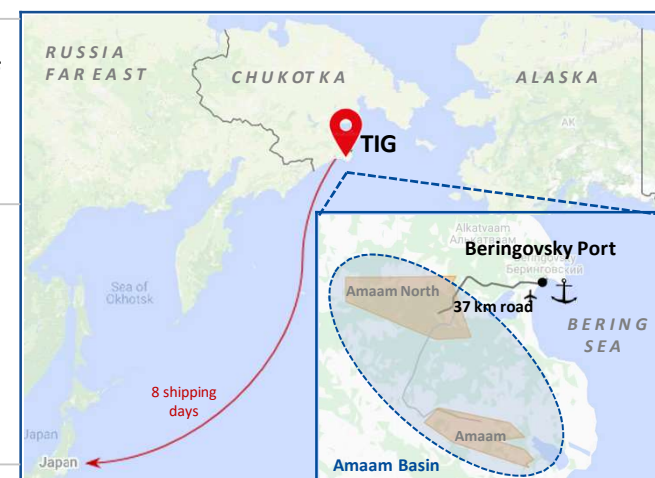 RUSSIA
FAR EAST
CHUKOTKA
ALASKA
AK
TIG
Sea of
Okhotsk
8 shipping
days
Japan
Japan
Alkatvaam
Алькатваам
Beringovsky Port
Беринговский
Amaam North
37 km road
BERING
SEA
Amaam
Amaam Basin